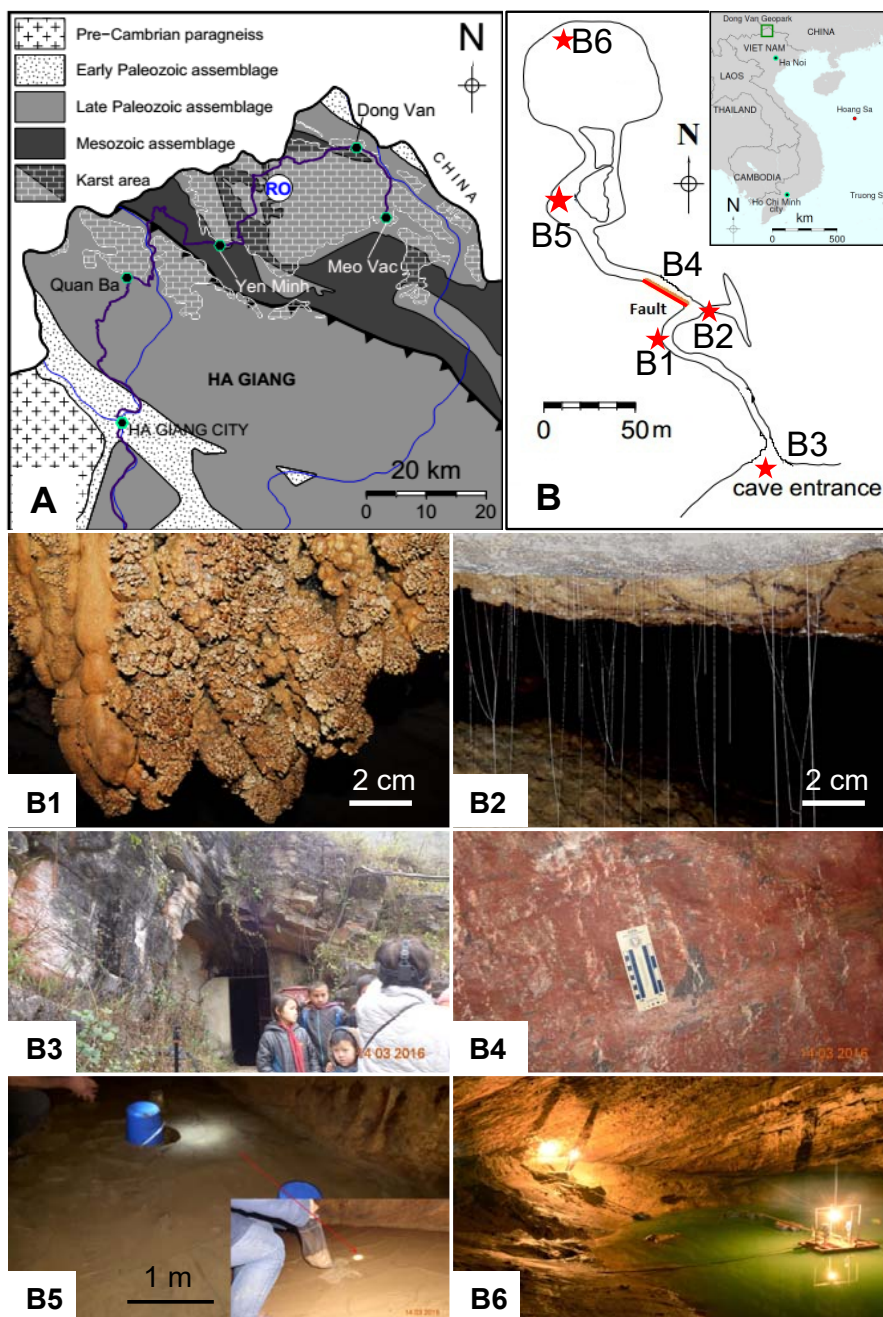 Pre-Cambrian paragneiss
Early Paleozoic assemblage
Late Paleozoic assemblage
Mesozoic assemblage
Karst area
N
Dong Van
CHINA
RO
Quan Ba
Yen Minh
Meo Vac
HA GIANG
HA GIANG CITY
20 km
0 10 20
A
B6
N
B5
B4
Fault
B2
B1
0 50 m
B3
cave entrance
B
Dong Van Geopark
CHINA
VIET NAM
Ha Noi
LAOS
Hoang Sa
THAILAND
CAMBODIA
Ho Chi Minh
city
Truong S
N
km
0 500
2 cm
B1
2 cm
B2
B3
14 03 2016
B4
14 03 2016
1 m
B5
14 03 2016
B6